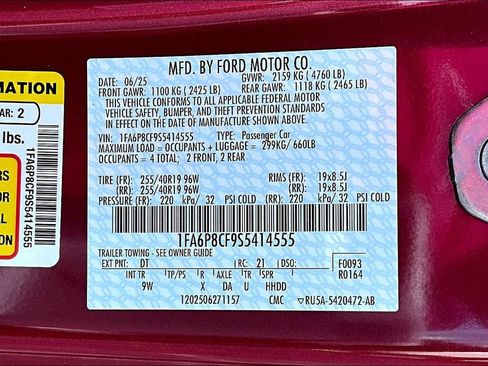 RMATION
AR: 2
lbs.
1FA6P8CF9S5414555
MFD. BY FORD MOTOR CO.
DATE: 06/25 GVWR: 2159 KG ( 4760 LB)
FRONT GAWR: 1100 KG ( 2425 LB) REAR GAWR: 1118 KG ( 2465 LB)
THIS VEHICLE CONFORMS TO ALL APPLICABLE FEDERAL MOTOR
VEHICLE SAFETY, BUMPER, AND THEFT PREVENTION STANDARDS IN
EFFECT ON THE DATE OF MANUFACTURE SHOWN ABOVE.
VIN: 1FA6P8CF9S5414555 TYPE: Passenger Car
MAXIMUM LOAD = OCCUPANTS + LUGGAGE = 299KG/ 660LB
OCCUPANTS = 4 TOTAL; 2 FRONT, 2 REAR
TIRE (FR): 255/40R19 96W RIMS (FR): 19x8.5J
(RR): 255/40R19 96W (RR): 19x8.5J
PRESSURE (FR): 220 kPa/ 32 PSI COLD (RR): 220 kPa/ 32 PSI COLD
1FA6P8CF9S5414555
TRAILER TOWING - SEE OWNER GUIDE
EXT PNT: DT RC: 21 DSO: F0093
INT TR TP/PS R AXLE TR SPR R0164
9W X DA U HHDD
1202506271157 CMC RU5A-5420472-AB